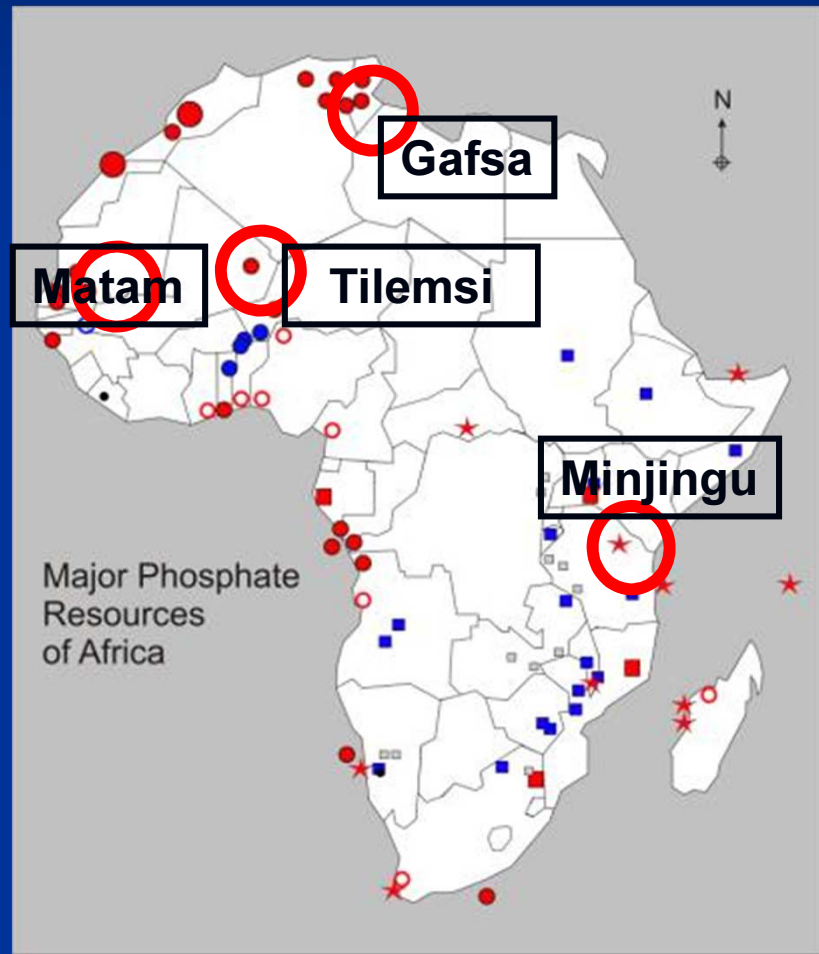 N
Gafsa
Matam
Tilemsi
Minjingu
Major Phosphate
Resources
of Africa